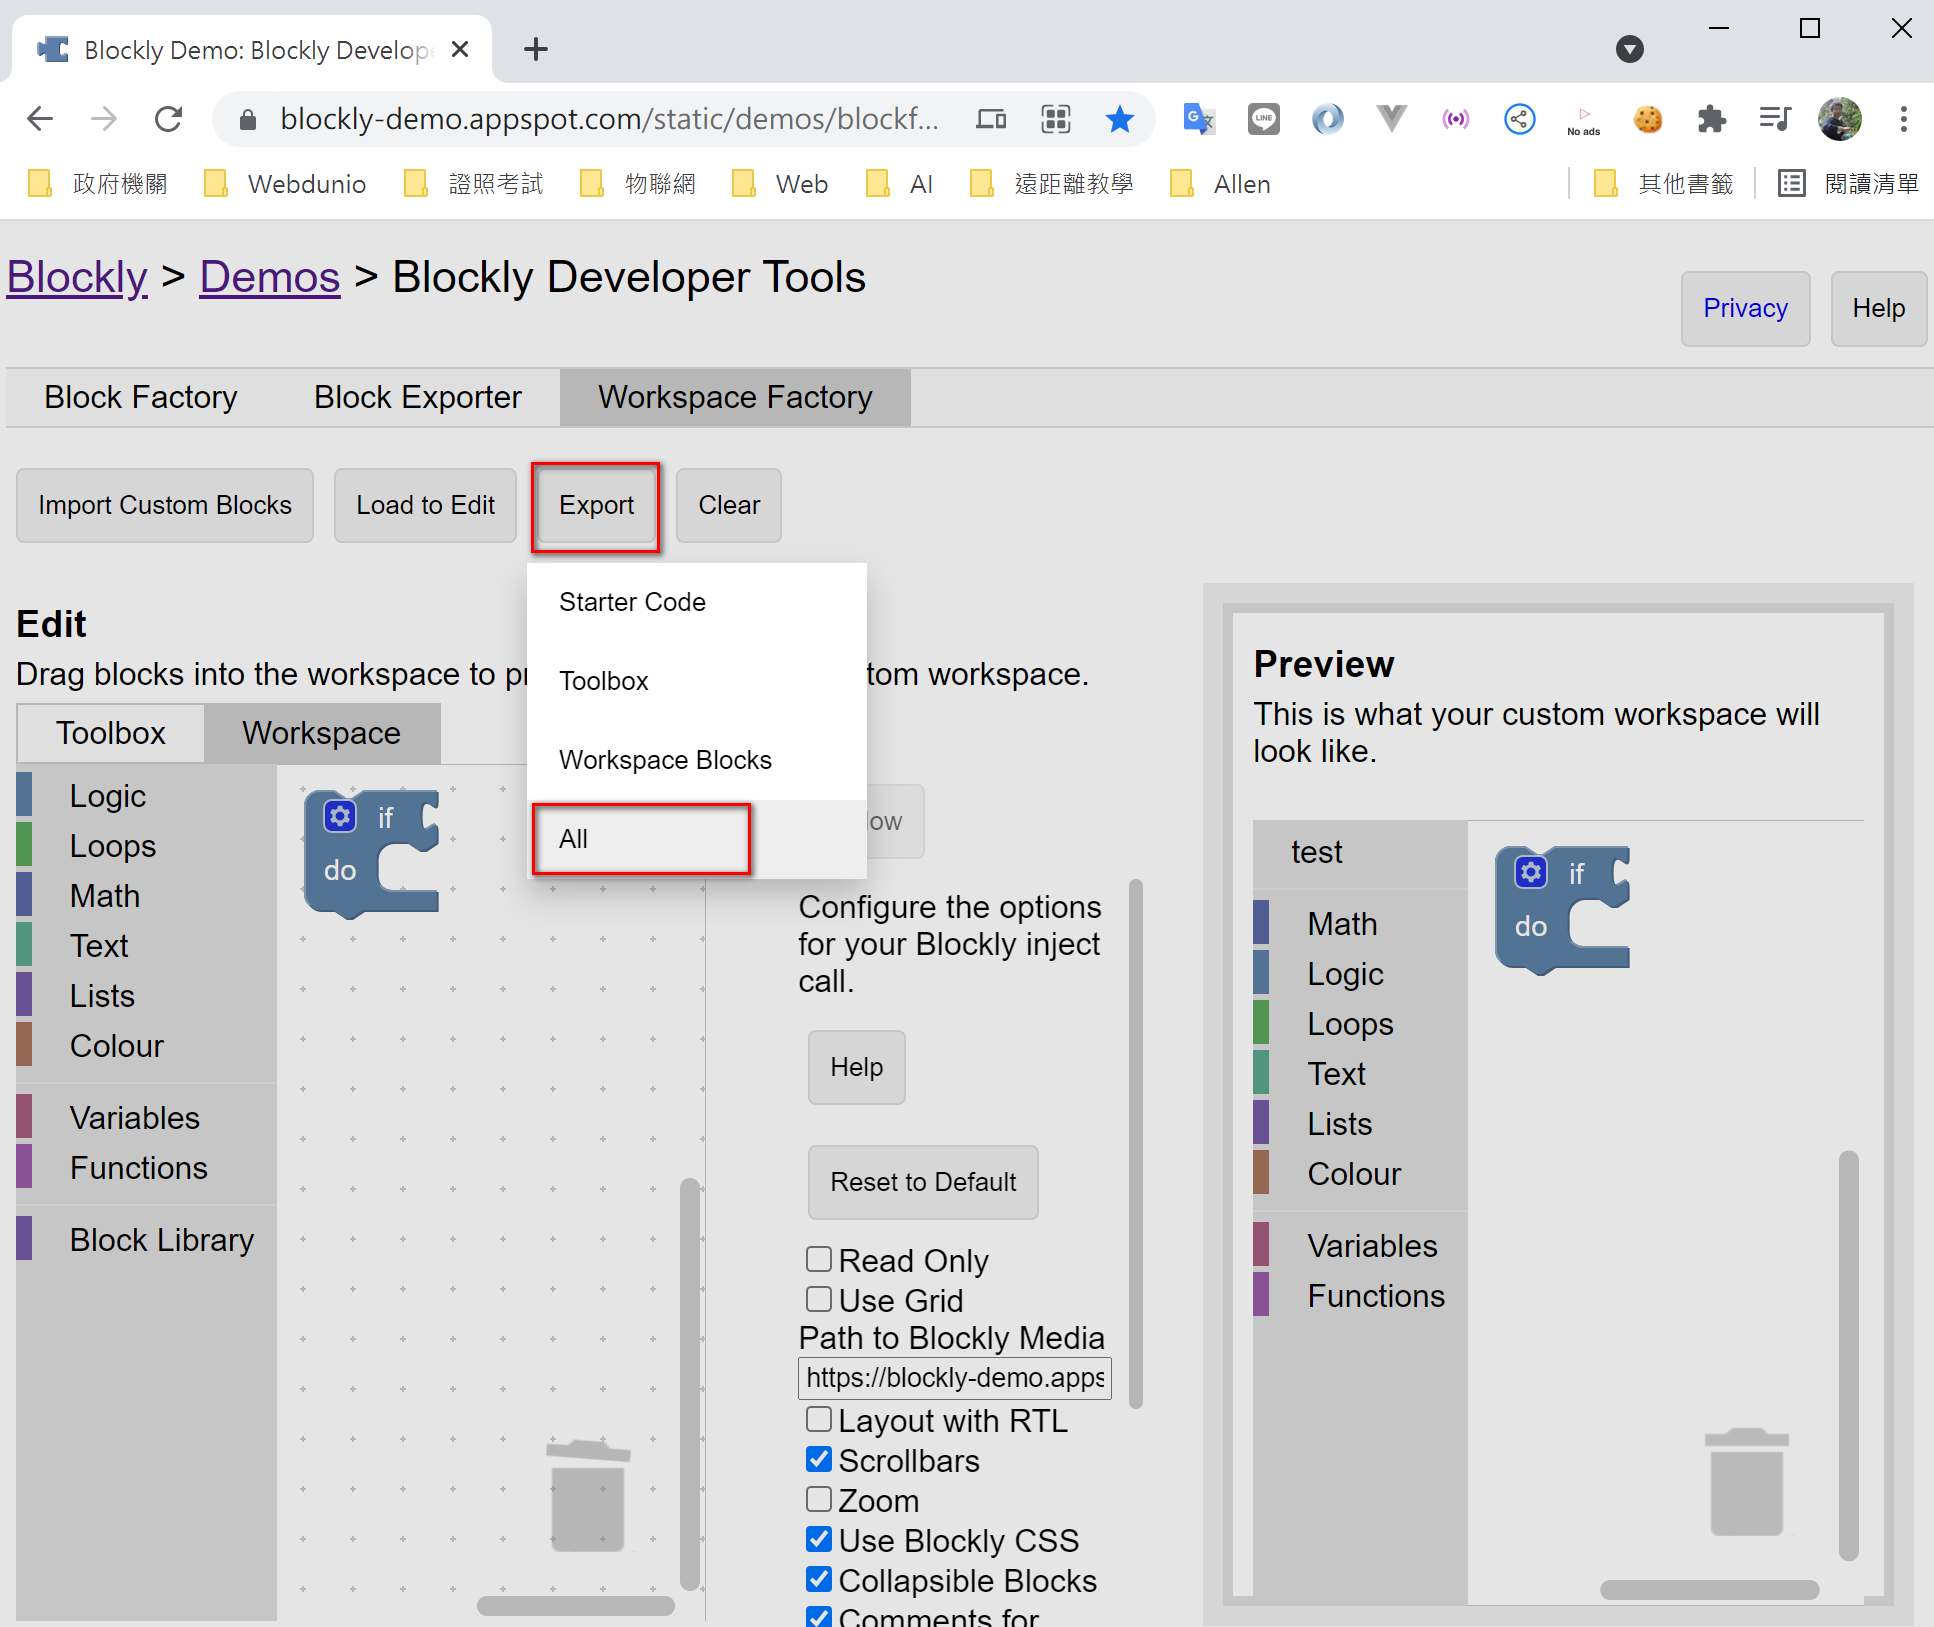 Blockly Demo: Blockly Develope
blockly-demo.appspot.com/static/demos/blockf...
No ads
LINE
政府機關
Webdunio
證照考試
物聯網
Web
AI
遠距離教學
Allen
其他書籤
閱讀清單
Blockly > Demos > Blockly Developer Tools
Privacy
Help
Block Factory
Block Exporter
Workspace Factory
Import Custom Blocks
Load to Edit
Export
Clear
Starter Code
Toolbox
Workspace Blocks
All
Edit
Drag blocks into the workspace to pr
tom workspace.
Toolbox
Workspace
Logic
Loops
Math
Text
Lists
Colour
Variables
Functions
Block Library
if
do
low
Configure the options
for your Blockly inject
call.
Help
Reset to Default
Read Only
Use Grid
Path to Blockly Media
https://blockly-demo.apps
Layout with RTL
Scrollbars
Zoom
Use Blockly CSS
Collapsible Blocks
Comments for
Preview
This is what your custom workspace will
look like.
test
Math
Logic
Loops
Text
Lists
Colour
Variables
Functions
if
do